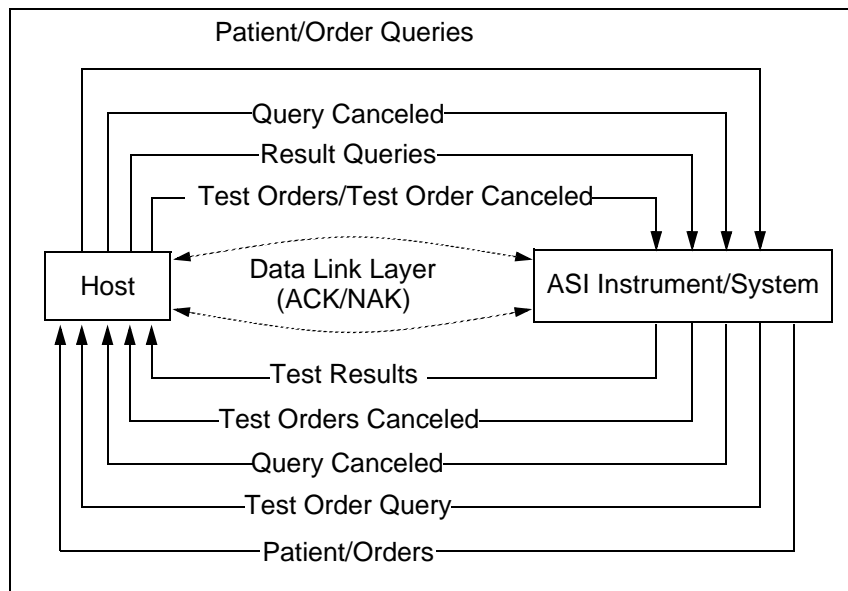 Patient/Order Queries
Query Canceled
Result Queries
Test Orders/Test Order Canceled
Host
Data Link Layer
(ACK/NAK)
ASI Instrument/System
Test Results
Test Orders Canceled
Query Canceled
Test Order Query
Patient/Orders